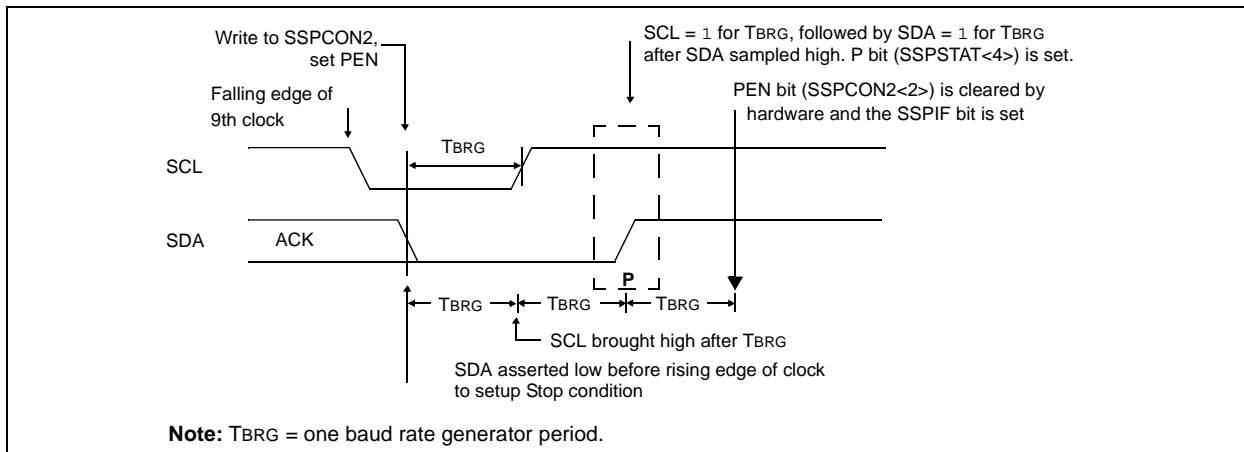 Write to SSPCON2,
set PEN
SCL = 1 for TBRG, followed by SDA = 1 for TBRG
after SDA sampled high. P bit (SSPSTAT<4>) is set.
Falling edge of
9th clock
PEN bit (SSPCON2<2>) is cleared by
hardware and the SSPIF bit is set
TBRG
SCL
SDA
ACK
P
TBRG
TBRG
TBRG
SCL brought high after TBRG
SDA asserted low before rising edge of clock
to setup Stop condition
Note: TBRG = one baud rate generator period.